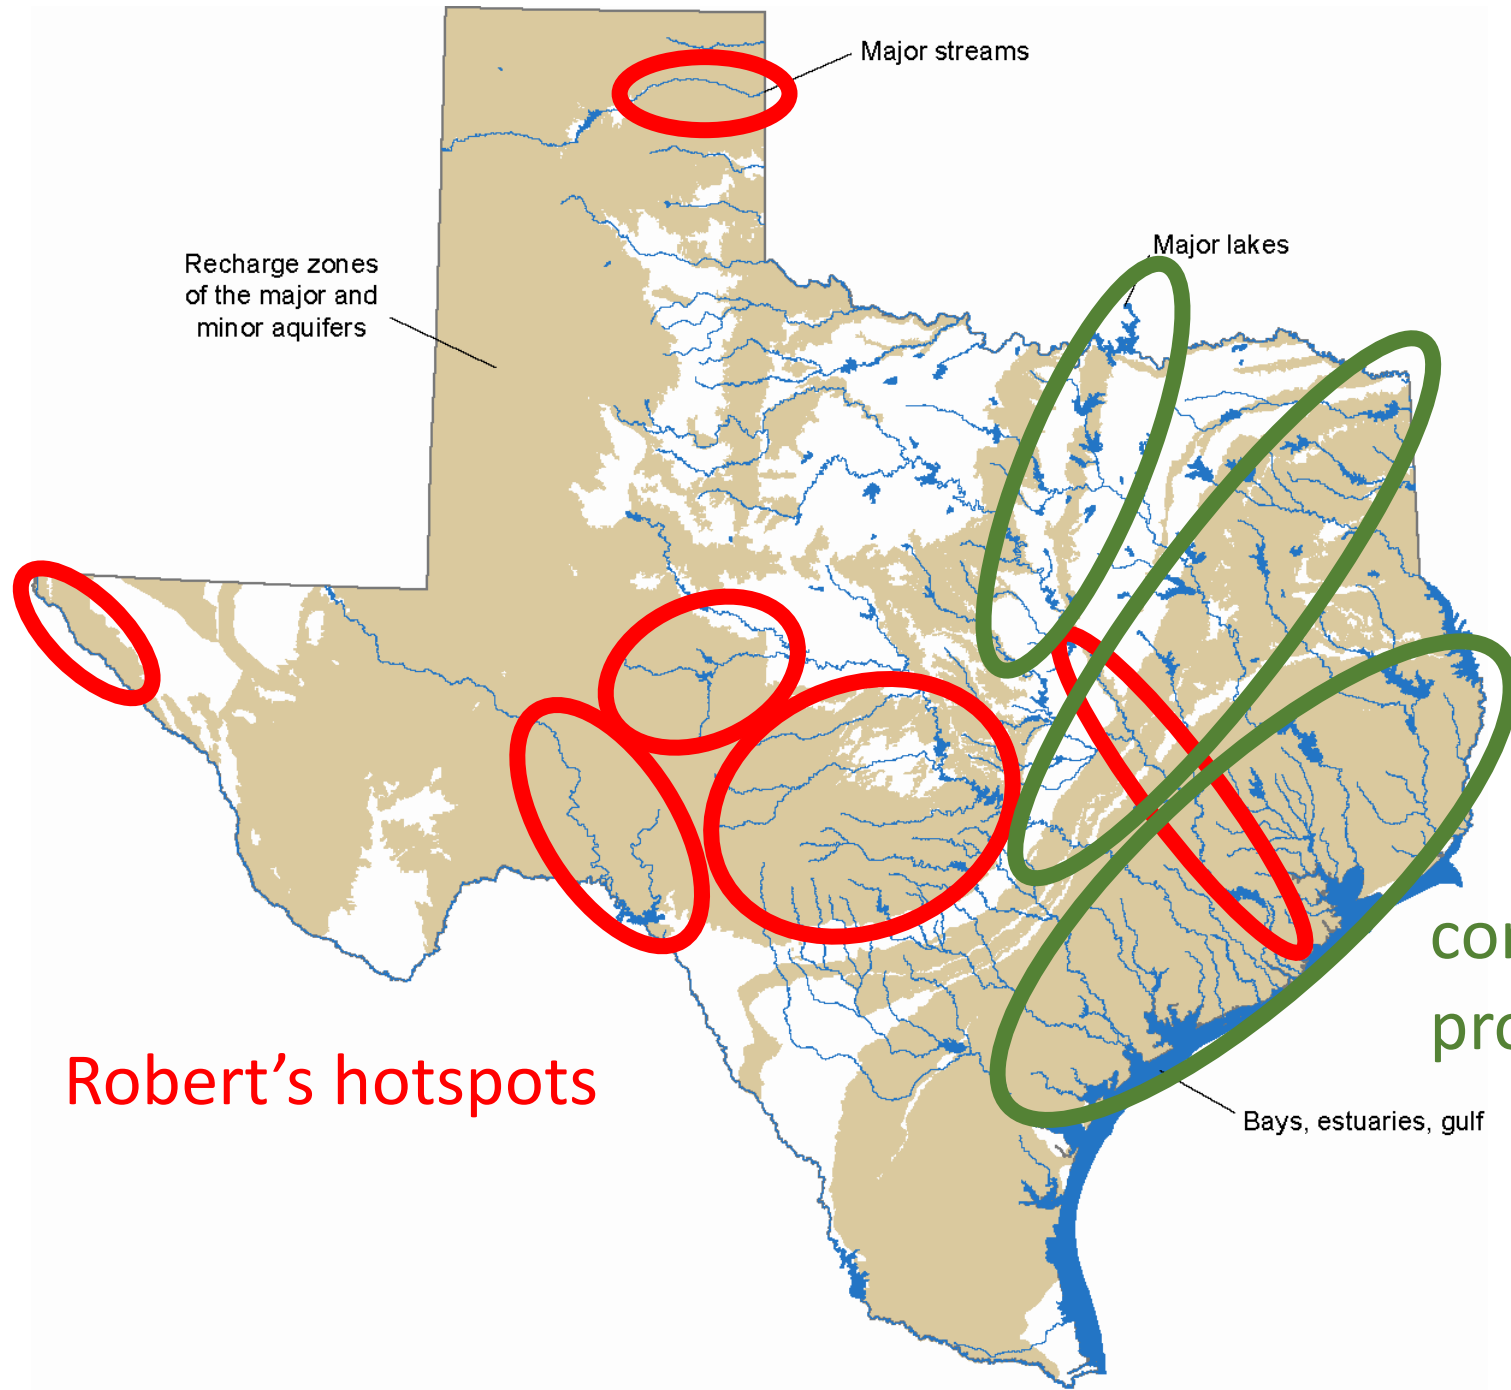 Major streams
Major lakes
Recharge zones
of the major and
minor aquifers
Robert’s hotspots
Bays, estuaries, gulf